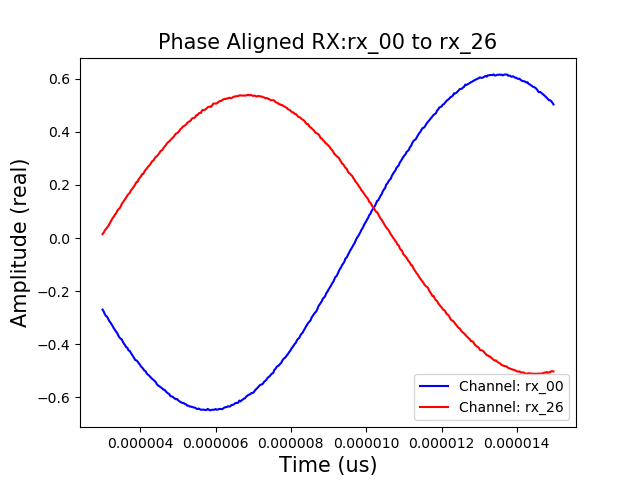 Phase Aligned RX:rx_00 to rx_26
Amplitude (real)
0.6
0.4
0.2
0.0
−0.2
−0.4
−0.6
Channel: rx_00
Channel: rx_26
0.000004 0.000006 0.000008 0.000010 0.000012 0.000014
Time (us)